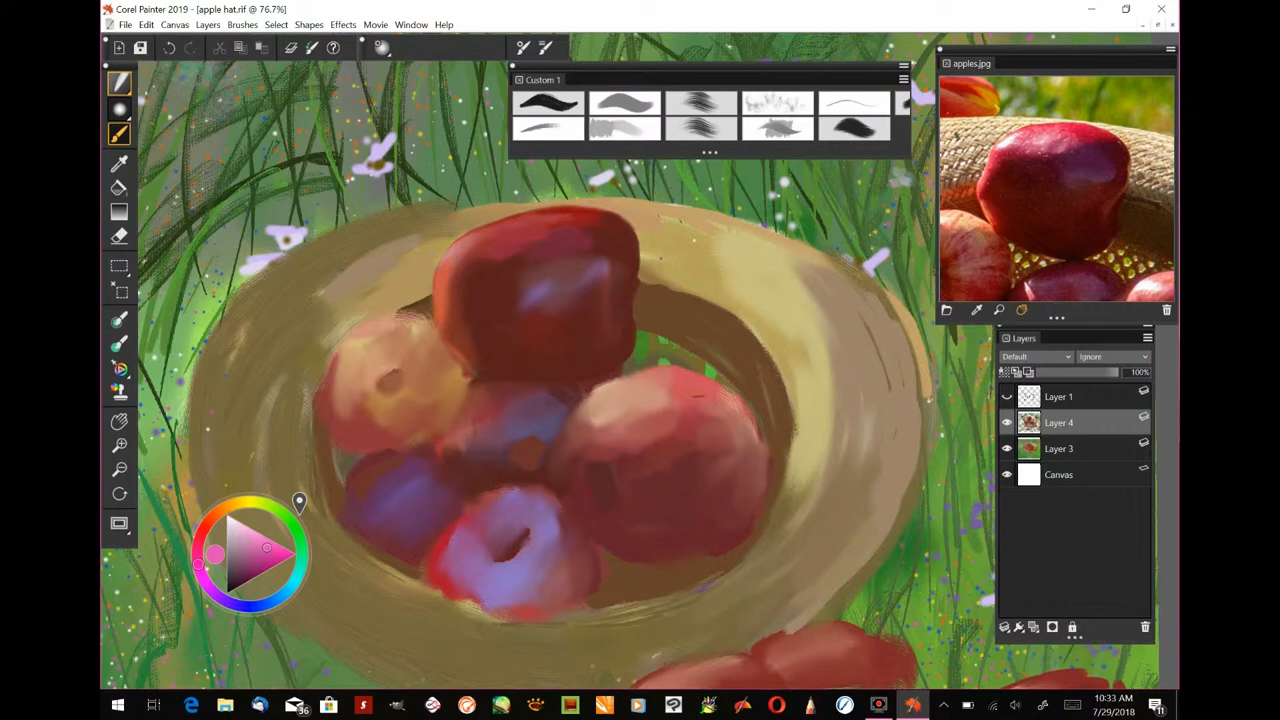 Corel Painter 2019 - [apple hat.rif @ 76.7%]
File Edit Canvas Layers Brushes Select Shapes Effects Movie Window Help
Custom 1
apples.jpg
Layers
Default Ignore
100%
Layer 1
Layer 4
Layer 3
Canvas
36
10:33 AM
7/29/2018
11